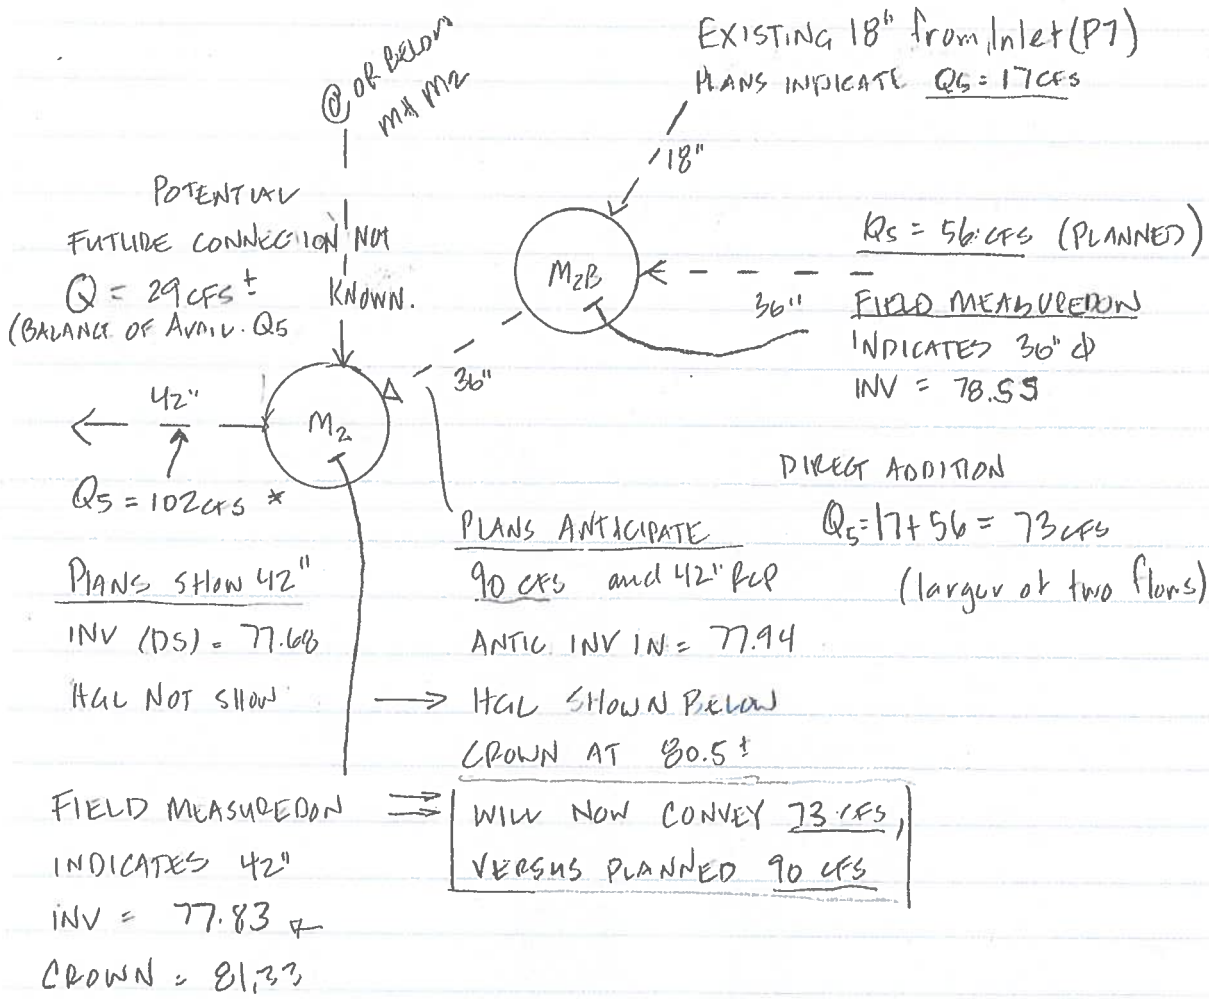 EXISTING 18" from Inlet (P7)
PLANS INDICATE Q5 = 17 CFS
@ OR BELOW
MH M2
18"
POTENTIAL
FUTURE CONNECTION NOT
KNOWN.
Q = 29 CFS ±
(BALANCE OF AVAIL. Q5
M2B
Q5 = 56 CFS (PLANNED)
36"
FIELD MEASUREDON
INDICATES 36" φ
INV = 78.55
36"
42"
M2
Q5 = 102 CFS *
DIRECT ADDITION
Q5 = 17 + 56 = 73 CFS
(larger of two flows)
PLANS ANTICIPATE
90 CFS and 42" RCP
ANTIC INV IN = 77.94
HGL SHOWN BELOW
CROWN AT 80.5 ±
PLANS SHOW 42"
INV (DS) = 77.68
HGL NOT SHOW
WILL NOW CONVEY 73 CFS,
VERSUS PLANNED 90 CFS
FIELD MEASUREDON
INDICATES 42"
INV = 77.83
CROWN = 81.33